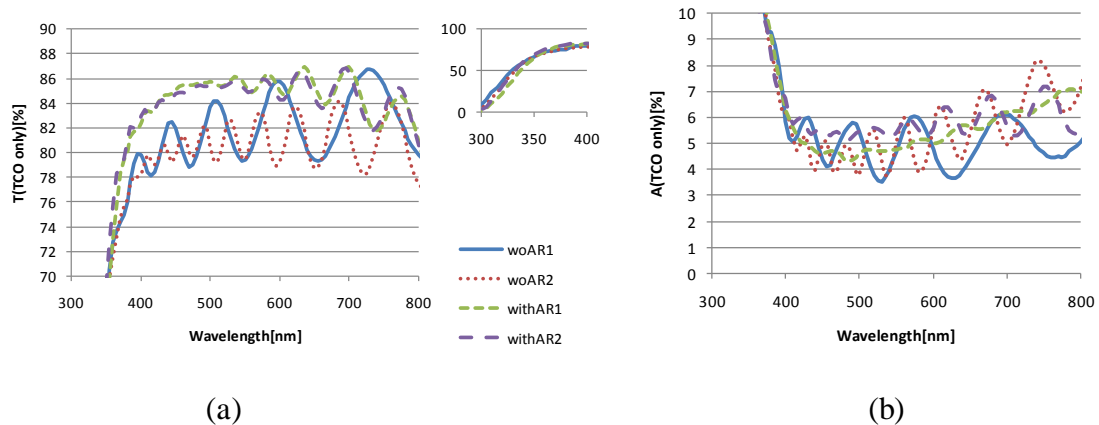 T(TCO only)[%]
90
88
86
84
82
80
78
76
74
72
70
300 400 500 600 700 800
Wavelength[nm]
100
50
0
300 350 400
woAR1
woAR2
withAR1
withAR2
(a)
A(TCO only)[%]
10
9
8
7
6
5
4
3
2
1
0
300 400 500 600 700 800
Wavelength[nm]
(b)